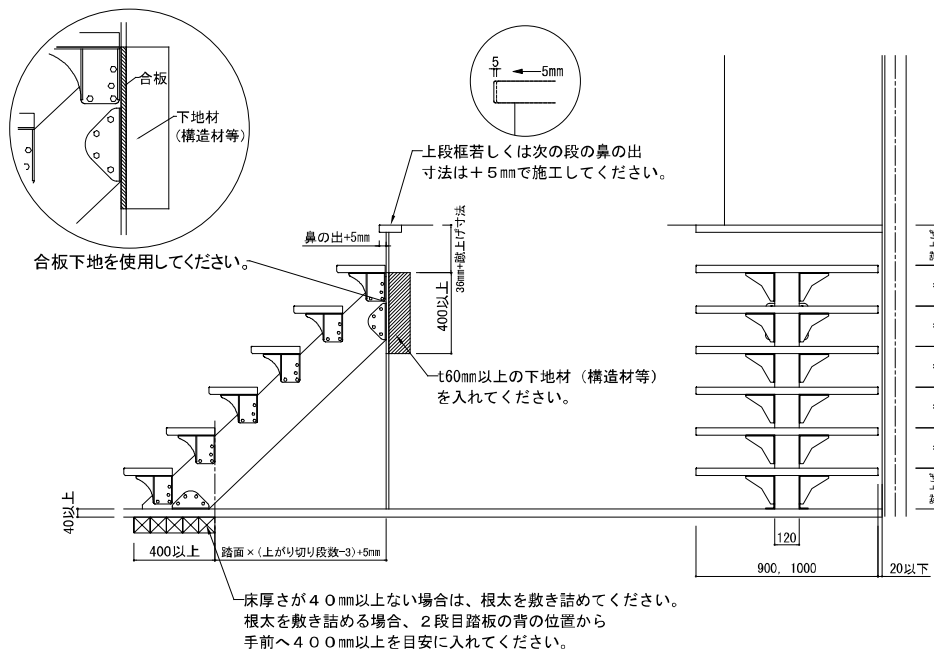 合板
下地材
（構造材等）
合板下地を使用してください。
5
5mm
上段框若しくは次の段の鼻の出
寸法は＋５㎜で施工してください。
鼻の出+5mm
36mm+蹴上げ寸法
400以上
t60mm以上の下地材（構造材等）
を入れてください。
40以上
400以上
踏面×(上がり切り段数-3)+5mm
120
900, 1000
20以下
床厚さが４０㎜以上ない場合は、根太を敷き詰めてください。
根太を敷き詰める場合、２段目踏板の背の位置から
手前へ４００㎜以上を目安に入れてください。